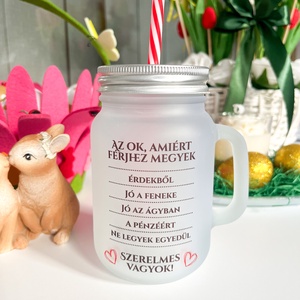 AZ OK, AMIÉRT
FÉRJHEZ MEGYEK
ÉRDEKBŐL
JÓ A FENEKE
JÓ AZ ÁGYBAN
A PÉNZÉÉRT
NE LEGYEK EGYEDÜL
SZERELMES
VAGYOK!